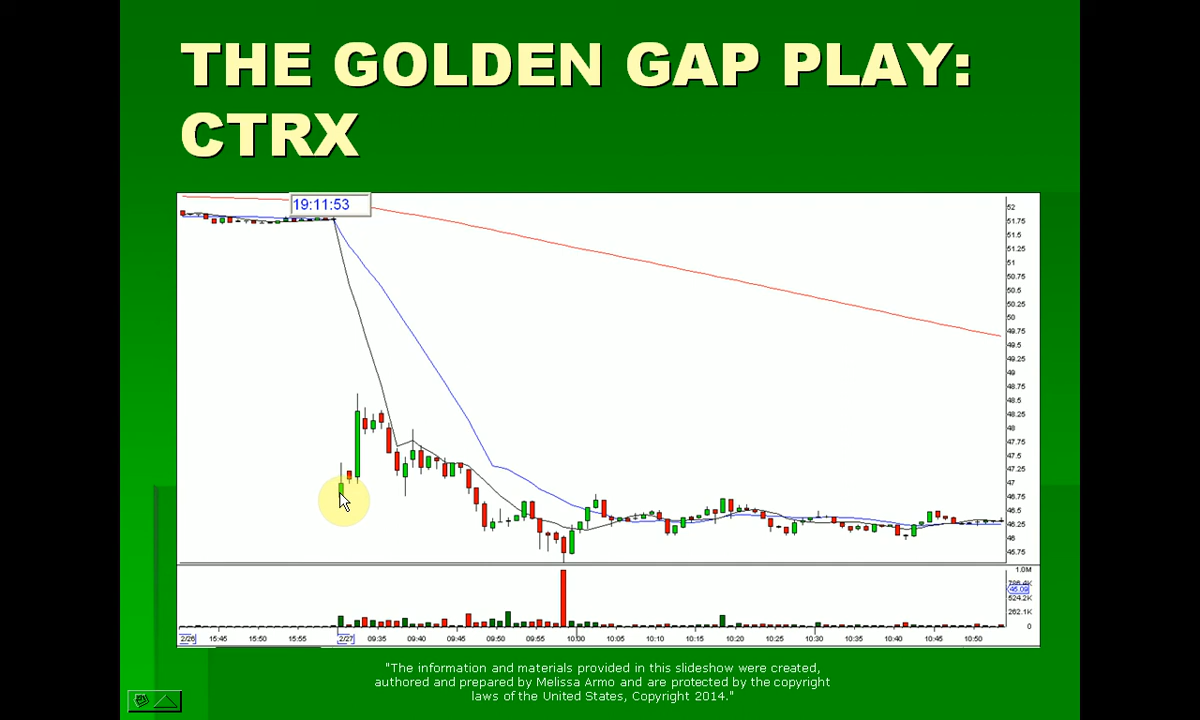 THE GOLDEN GAP PLAY:
CTRX
19:11:53
52
51.75
51.5
51.25
51
50.75
50.5
50.25
50
49.75
49.5
49.25
49
48.75
48.5
48.25
48
47.75
47.5
47.25
47
46.75
46.5
46.25
46
45.75
1.0M
786.4K
524.2K
262.1K
0
2/26 15:45 15:50 15:55 2/27 09:35 09:40 09:45 09:50 09:55 10:00 10:05 10:10 10:15 10:20 10:25 10:30 10:35 10:40 10:45 10:50
"The information and materials provided in this slideshow were created,
authored and prepared by Melissa Armo and are protected by the copyright
laws of the United States, Copyright 2014."